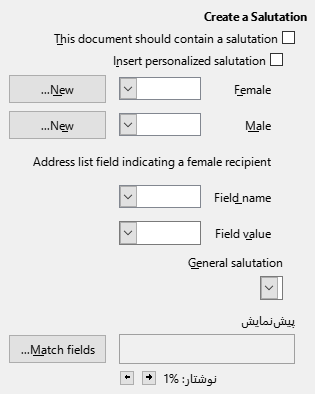 Create a Salutation
This document should contain a salutation
Insert personalized salutation
Female
New...
Male
New...
Address list field indicating a female recipient
Field name
Field value
General salutation
پیش‌نمایش
Match fields...
نوشتار: 1%